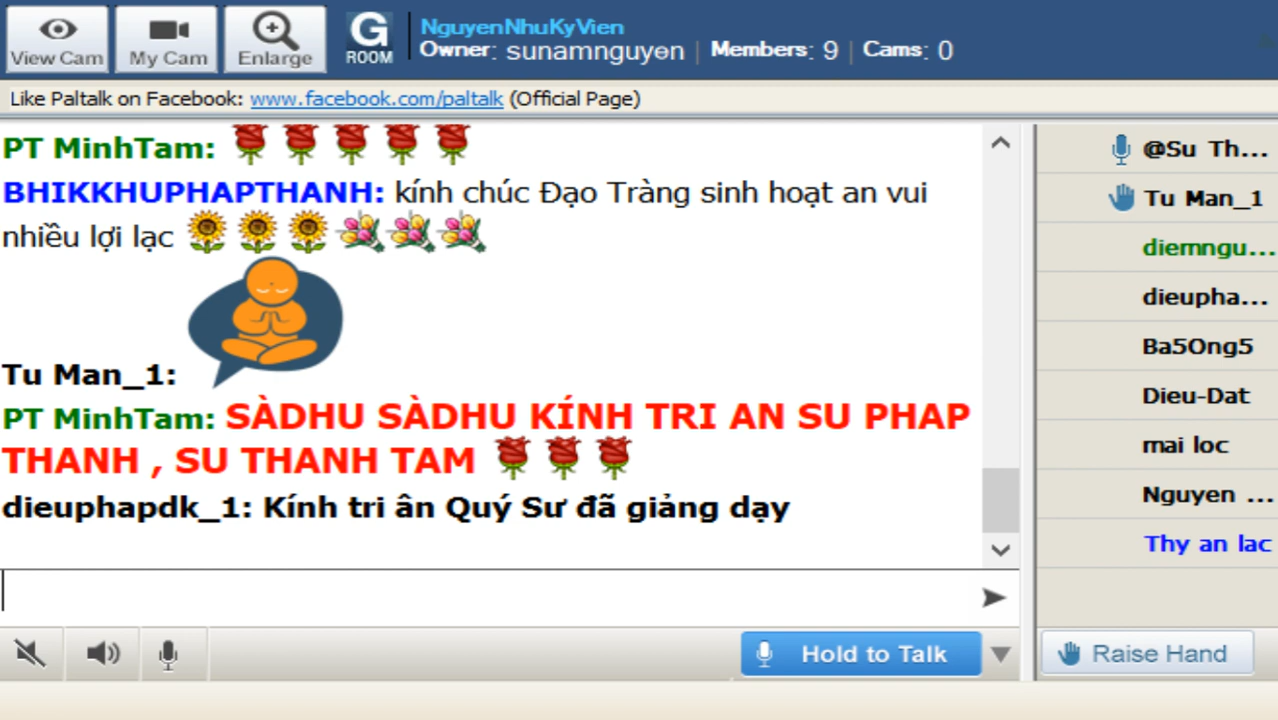 View Cam
My Cam
Enlarge
G
ROOM
NguyenNhuKyVien
Owner: sunamnguyen | Members: 9 | Cams: 0
Like Paltalk on Facebook: www.facebook.com/paltalk (Official Page)
PT MinhTam:
BHIKKHUPHAPTHANH: kính chúc Đạo Tràng sinh hoạt an vui
nhiều lợi lạc
Tu Man_1:
PT MinhTam: SÀDHU SÀDHU KÍNH TRI AN SU PHAP
THANH , SU THANH TAM
dieuphapdk_1: Kính tri ân Quý Sư đã giảng dạy
Hold to Talk
@Su Th...
Tu Man_1
diemngu...
dieupha...
Ba5Ong5
Dieu-Dat
mai loc
Nguyen ...
Thy an lac
Raise Hand